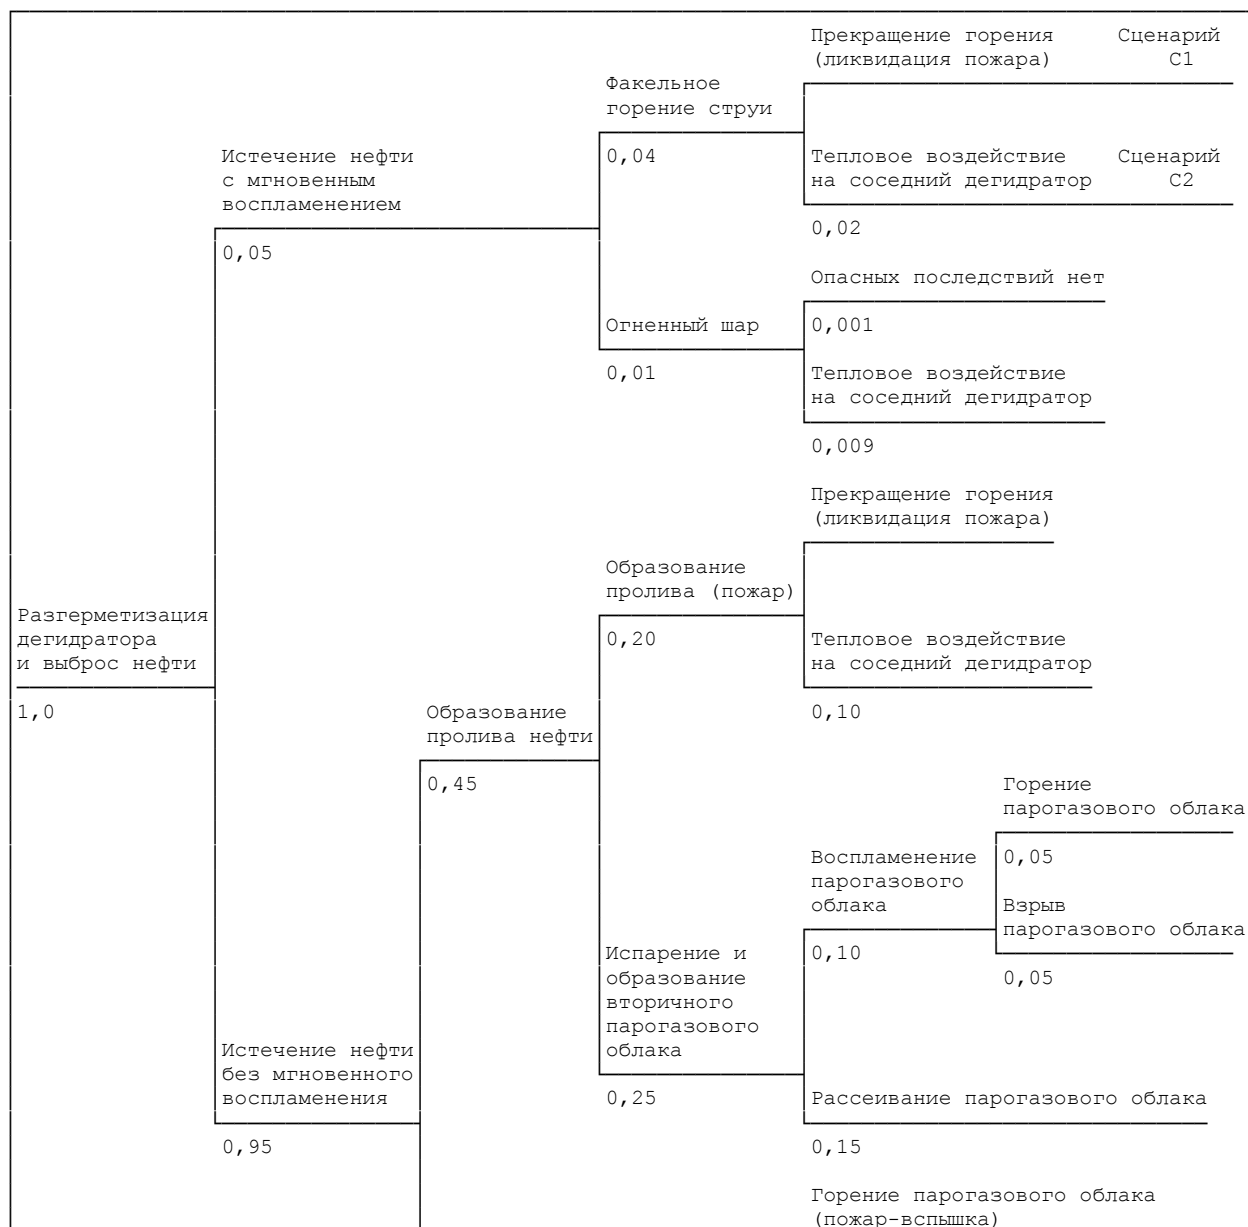 Прекращение горения Сценарий
(ликвидация пожара) С1
Факельное
горение струи
0,04
Истечение нефти
с мгновенным
воспламенением
0,05
Тепловое воздействие Сценарий
на соседний дегидратор С2
0,02
Опасных последствий нет
0,001
Огненный шар
0,01
Тепловое воздействие
на соседний дегидратор
0,009
Прекращение горения
(ликвидация пожара)
Образование
пролива (пожар)
0,20
Разгерметизация
дегидратора
и выброс нефти
1,0
Тепловое воздействие
на соседний дегидратор
0,10
Образование
пролива нефти
0,45
Горение
парогазового облака
0,05
Воспламенение
парогазового
облака
0,10
Взрыв
парогазового облака
0,05
Испарение и
образование
вторичного
парогазового
облака
0,25
Истечение нефти
без мгновенного
воспламенения
0,95
Рассеивание парогазового облака
0,15
Горение парогазового облака
(пожар-вспышка)